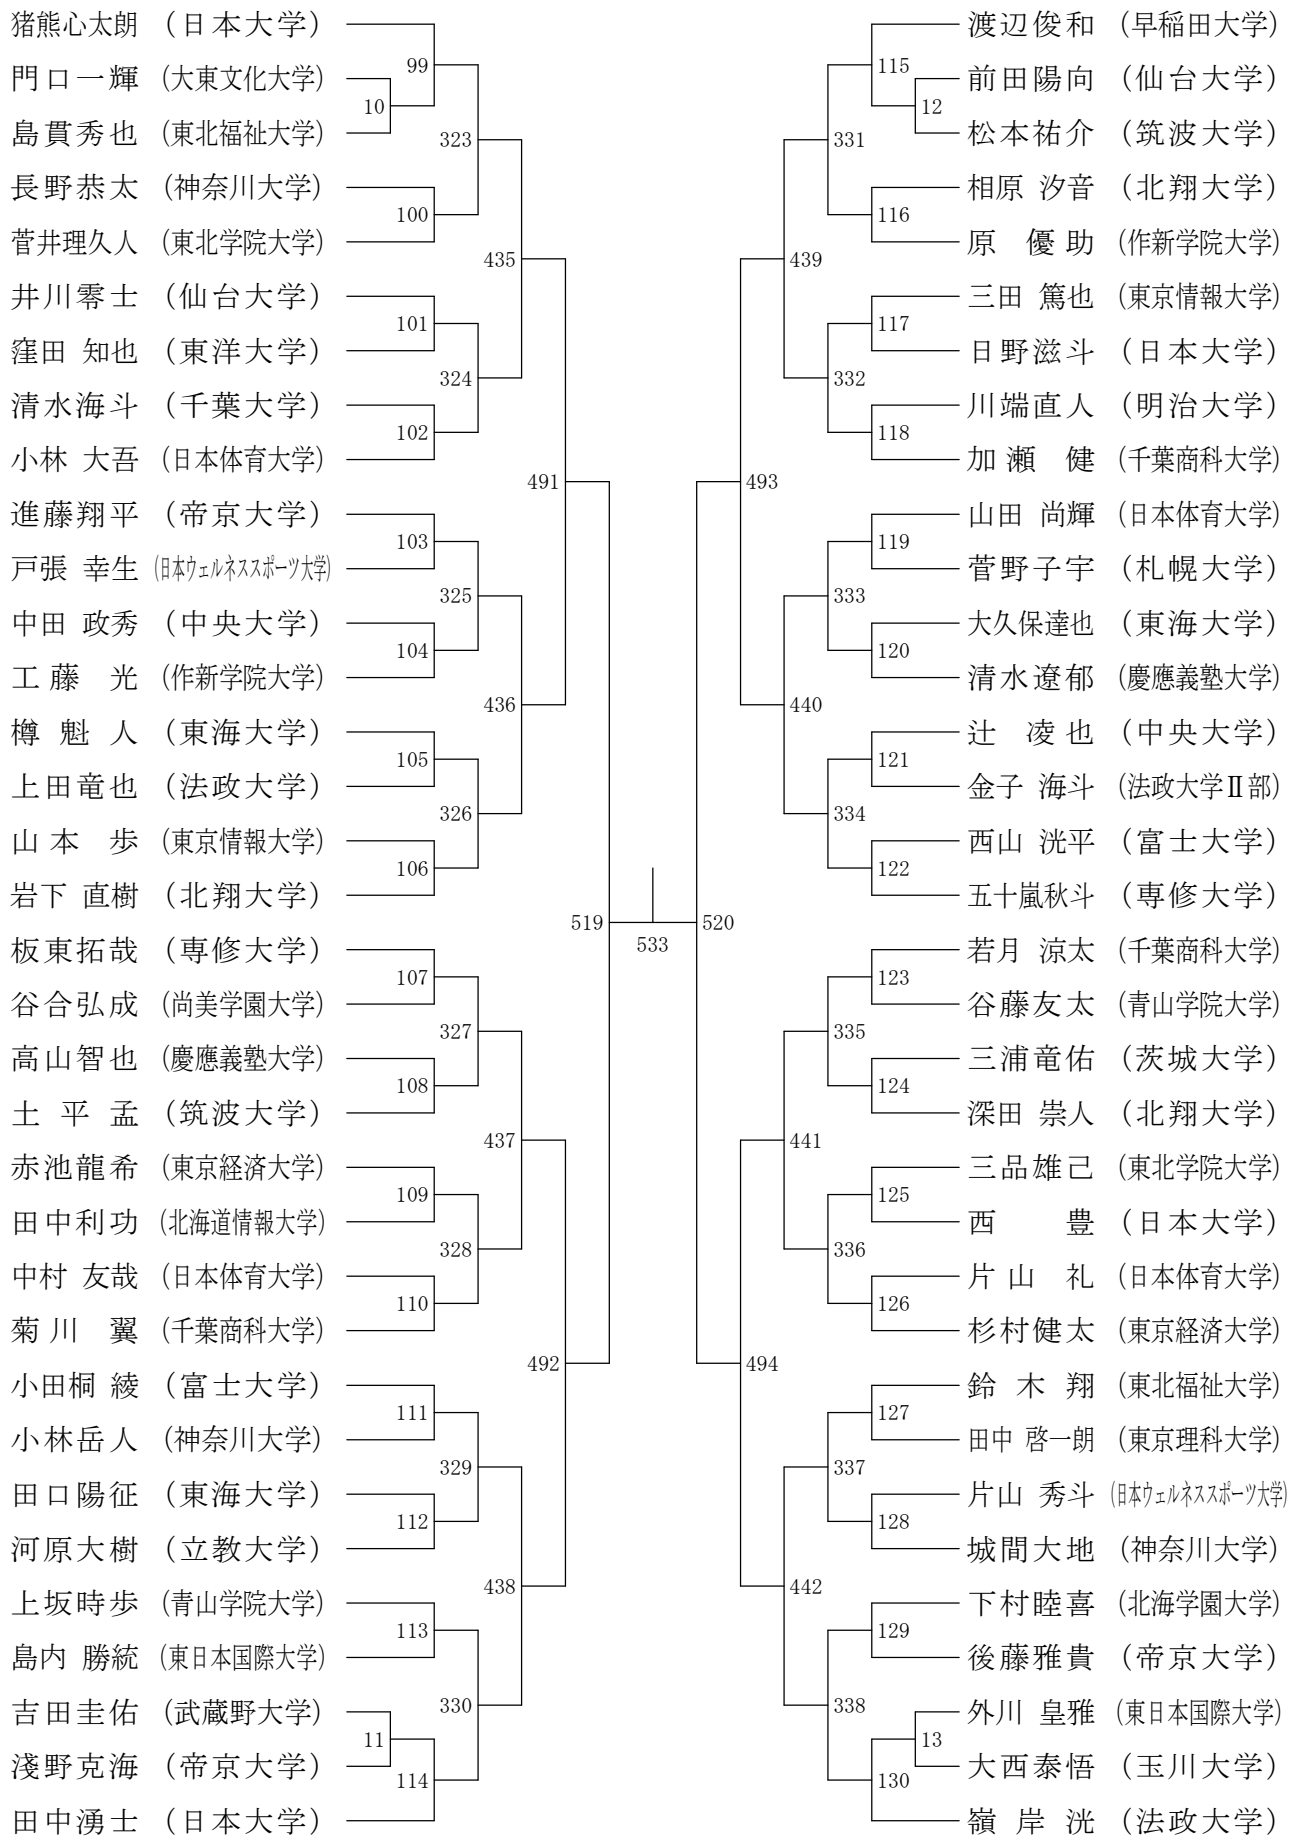 猪熊心太朗 （日本大学）
99
門口一輝 （大東文化大学）
10
島貫秀也 （東北福祉大学）
323
長野恭太 （神奈川大学）
100
菅井理久人 （東北学院大学）
435
井川零士 （仙台大学）
101
窪田 知也 （東洋大学）
324
清水海斗 （千葉大学）
102
小林 大吾 （日本体育大学）
491
進藤翔平 （帝京大学）
103
戸張 幸生 （日本ウェルネススポーツ大学）
325
中田 政秀 （中央大学）
104
工藤 光 （作新学院大学）
436
樽 魁人 （東海大学）
105
上田竜也 （法政大学）
326
山本 歩 （東京情報大学）
106
岩下 直樹 （北翔大学）
519
533
520
板東拓哉 （専修大学）
107
谷合弘成 （尚美学園大学）
327
高山智也 （慶應義塾大学）
108
土平孟 （筑波大学）
437
赤池龍希 （東京経済大学）
109
田中利功 （北海道情報大学）
328
中村 友哉 （日本体育大学）
110
菊川 翼 （千葉商科大学）
492
小田桐 綾 （富士大学）
111
小林岳人 （神奈川大学）
329
田口陽征 （東海大学）
112
河原大樹 （立教大学）
438
上坂時歩 （青山学院大学）
113
島内 勝統 （東日本国際大学）
330
吉田圭佑 （武蔵野大学）
11
淺野克海 （帝京大学）
114
田中湧士 （日本大学）
渡辺俊和 （早稲田大学）
115
前田陽向 （仙台大学）
12
松本祐介 （筑波大学）
331
相原 汐音 （北翔大学）
116
原 優助 （作新学院大学）
439
三田 篤也 （東京情報大学）
117
日野滋斗 （日本大学）
332
川端直人 （明治大学）
118
加瀬 健 （千葉商科大学）
493
山田 尚輝 （日本体育大学）
119
菅野子宇 （札幌大学）
333
大久保達也 （東海大学）
120
清水遼郁 （慶應義塾大学）
440
辻 凌也 （中央大学）
121
金子 海斗 （法政大学Ⅱ部）
334
西山 洸平 （富士大学）
122
五十嵐秋斗 （専修大学）
若月 涼太 （千葉商科大学）
123
谷藤友太 （青山学院大学）
335
三浦竜佑 （茨城大学）
124
深田 崇人 （北翔大学）
441
三品雄己 （東北学院大学）
125
西 豊 （日本大学）
336
片山 礼 （日本体育大学）
126
杉村健太 （東京経済大学）
494
鈴木翔 （東北福祉大学）
127
田中 啓一朗 （東京理科大学）
337
片山 秀斗 （日本ウェルネススポーツ大学）
128
城間大地 （神奈川大学）
442
下村睦喜 （北海学園大学）
129
後藤雅貴 （帝京大学）
338
外川 皇雅 （東日本国際大学）
13
大西泰悟 （玉川大学）
130
嶺岸洸 （法政大学）